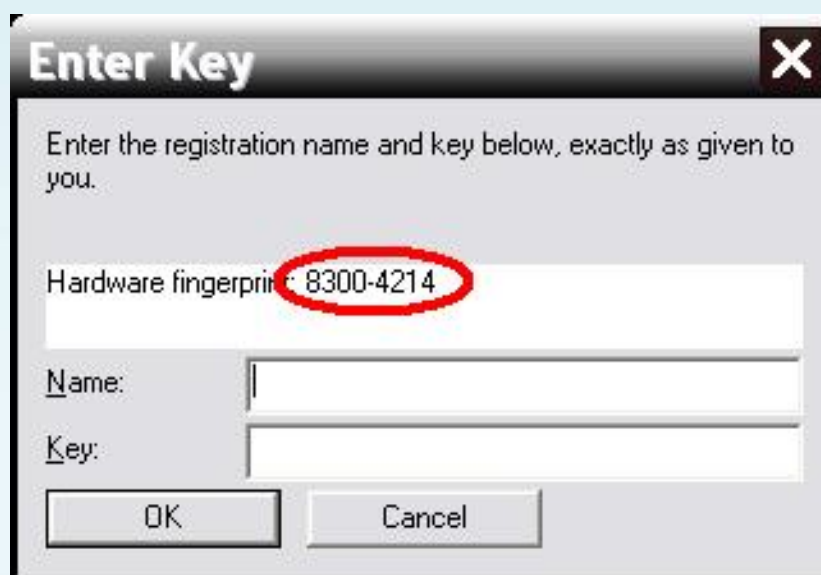 Enter Key
Enter the registration name and key below, exactly as given to
you.
Hardware fingerprint: 8300-4214
Name:
Key:
OK
Cancel